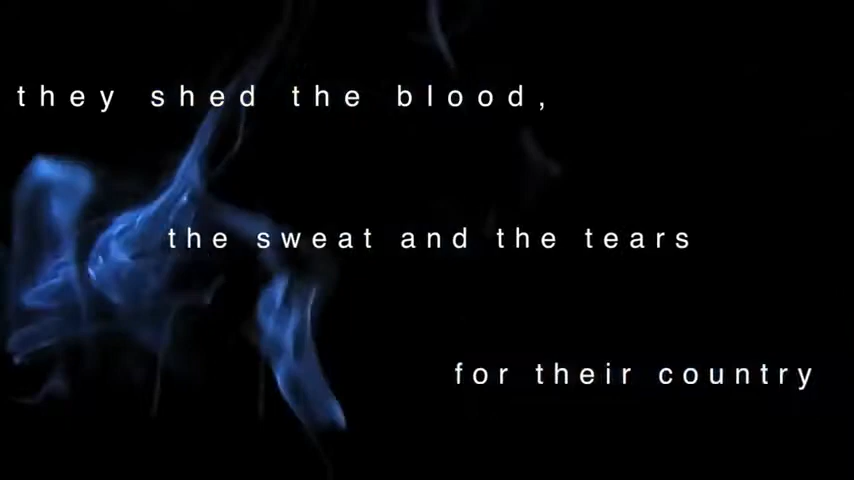 they shed the blood,
the sweat and the tears
for their country